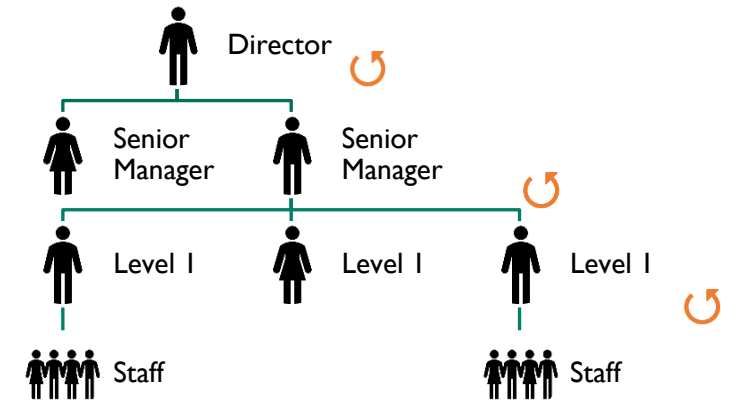 Director
Senior
Manager
Senior
Manager
Level 1
Level 1
Level 1
Staff
Staff